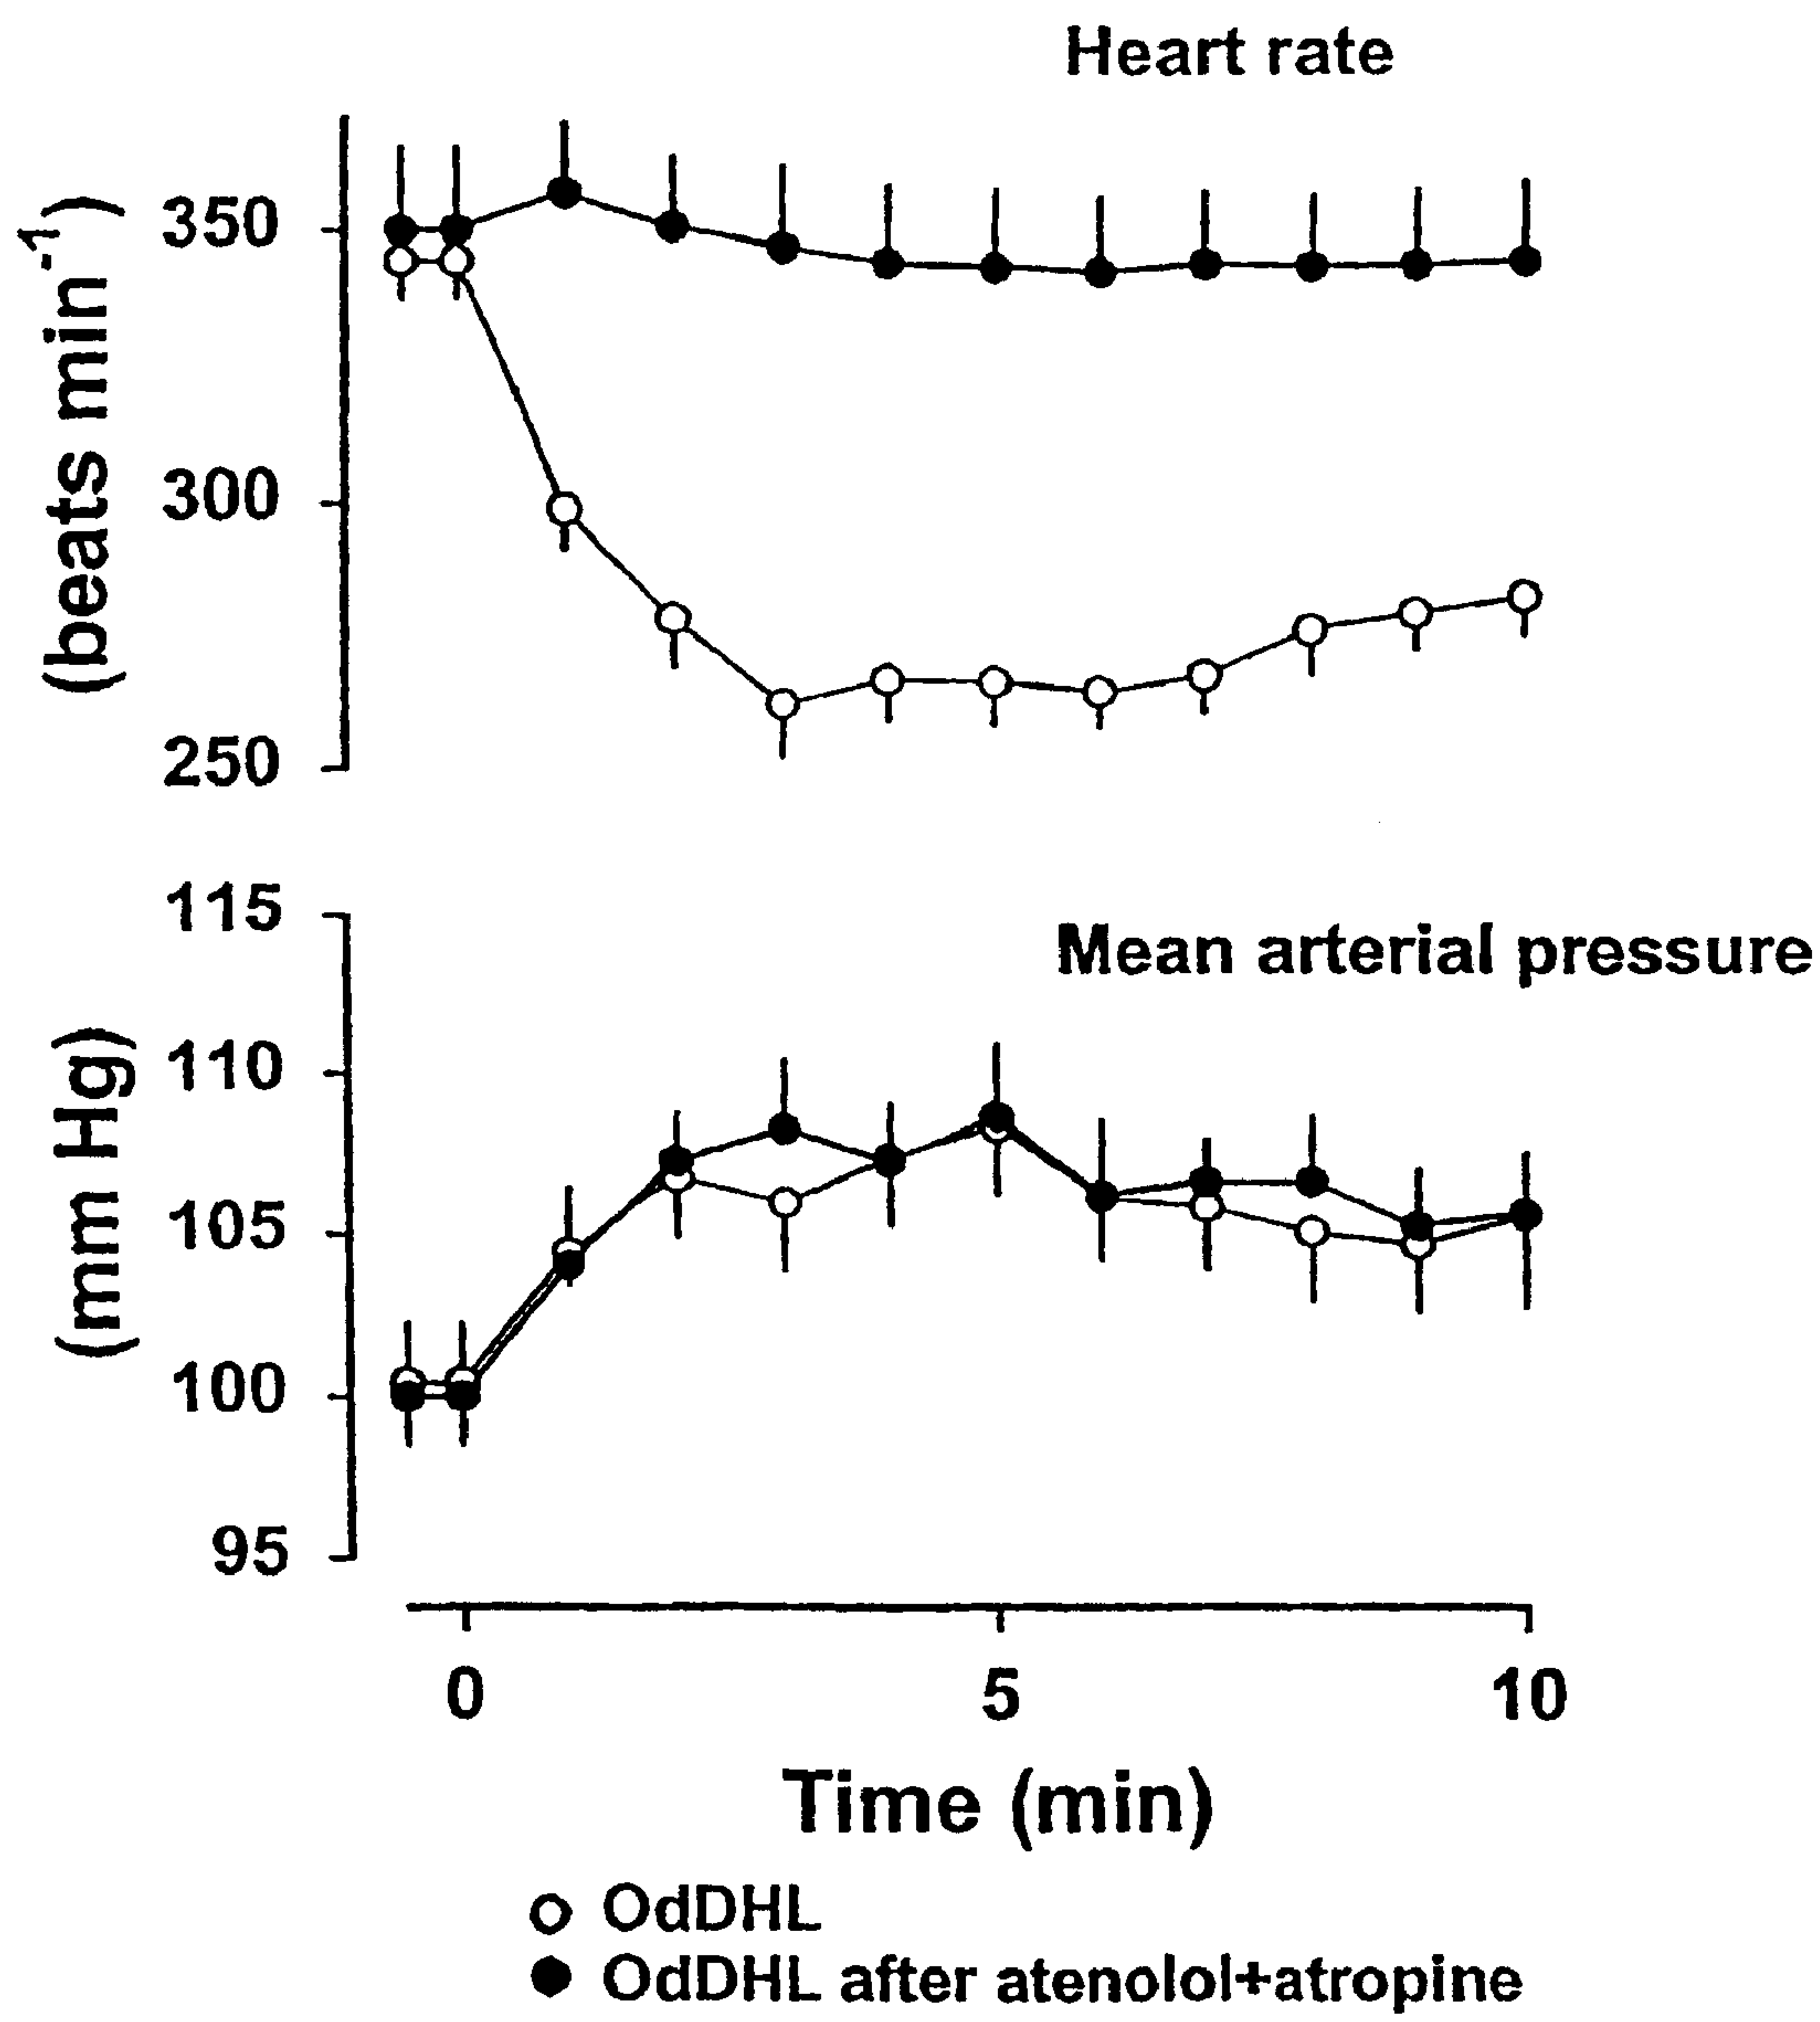 Heart rate
(beats min-1)
350
300
250
Mean arterial pressure
(mm Hg)
115
110
105
100
95
0 5 10
Time (min)
OdDHL
OdDHL after atenolol+atropine